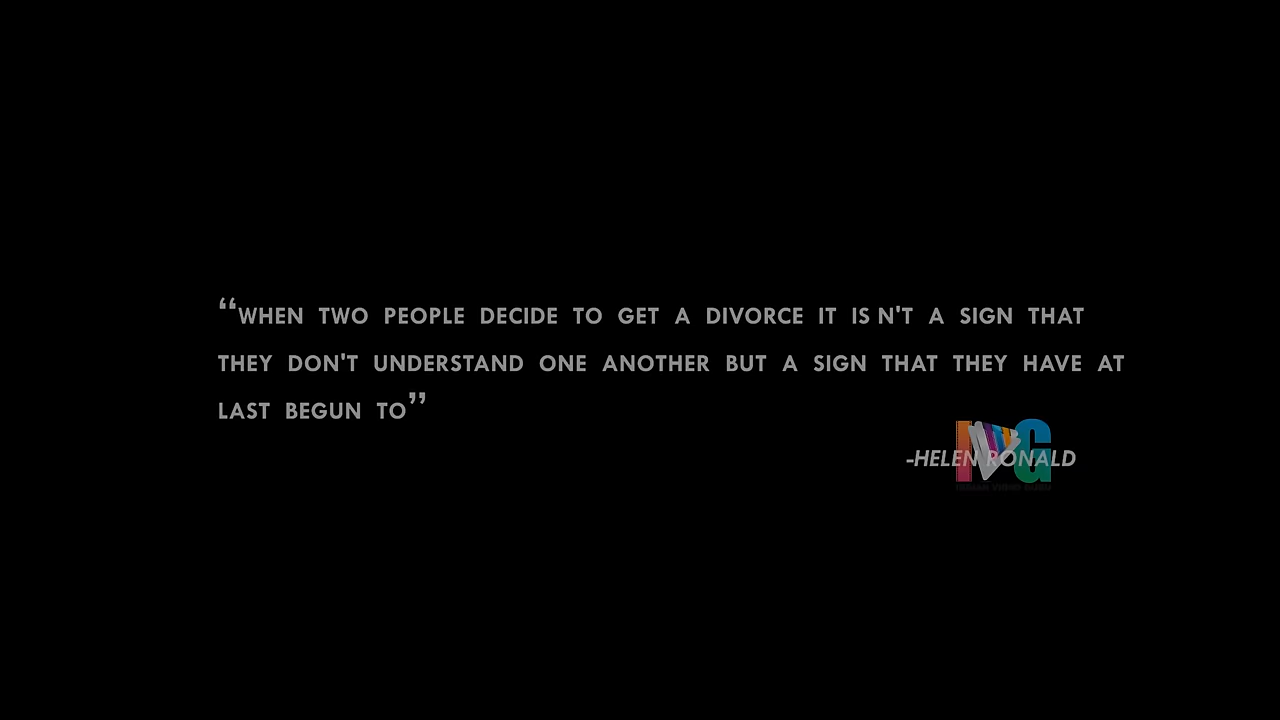 “WHEN TWO PEOPLE DECIDE TO GET A DIVORCE IT IS N'T A SIGN THAT
THEY DON'T UNDERSTAND ONE ANOTHER BUT A SIGN THAT THEY HAVE AT
LAST BEGUN TO”
-HELEN RONALD